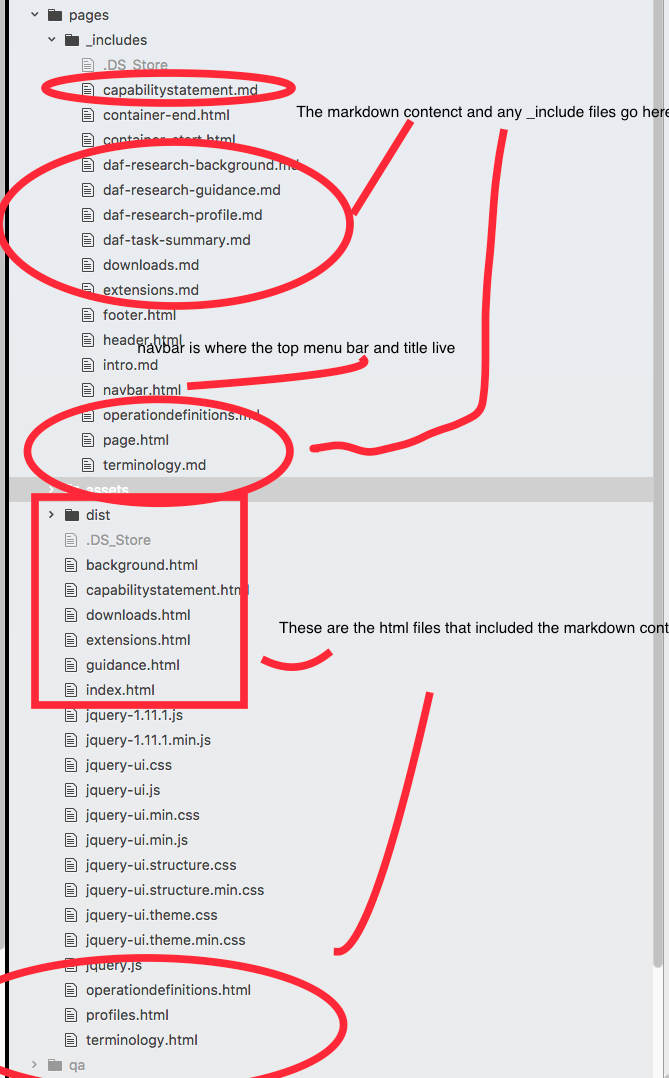 pages
_includes
.DS_Store
capabilitystatement.md
The markdown contenct and any _include files go here
container-end.html
container-start.html
daf-research-background.md
daf-research-guidance.md
daf-research-profile.md
daf-task-summary.md
downloads.md
extensions.md
footer.html
header.html
navbar is where the top menu bar and title live
intro.md
navbar.html
operationdefinitions.md
page.html
terminology.md
assets
dist
.DS_Store
background.html
capabilitystatement.html
downloads.html
These are the html files that included the markdown cont
extensions.html
guidance.html
index.html
jquery-1.11.1.js
jquery-1.11.1.min.js
jquery-ui.css
jquery-ui.js
jquery-ui.min.css
jquery-ui.min.js
jquery-ui.structure.css
jquery-ui.structure.min.css
jquery-ui.theme.css
jquery-ui.theme.min.css
jquery.js
operationdefinitions.html
profiles.html
terminology.html
qa